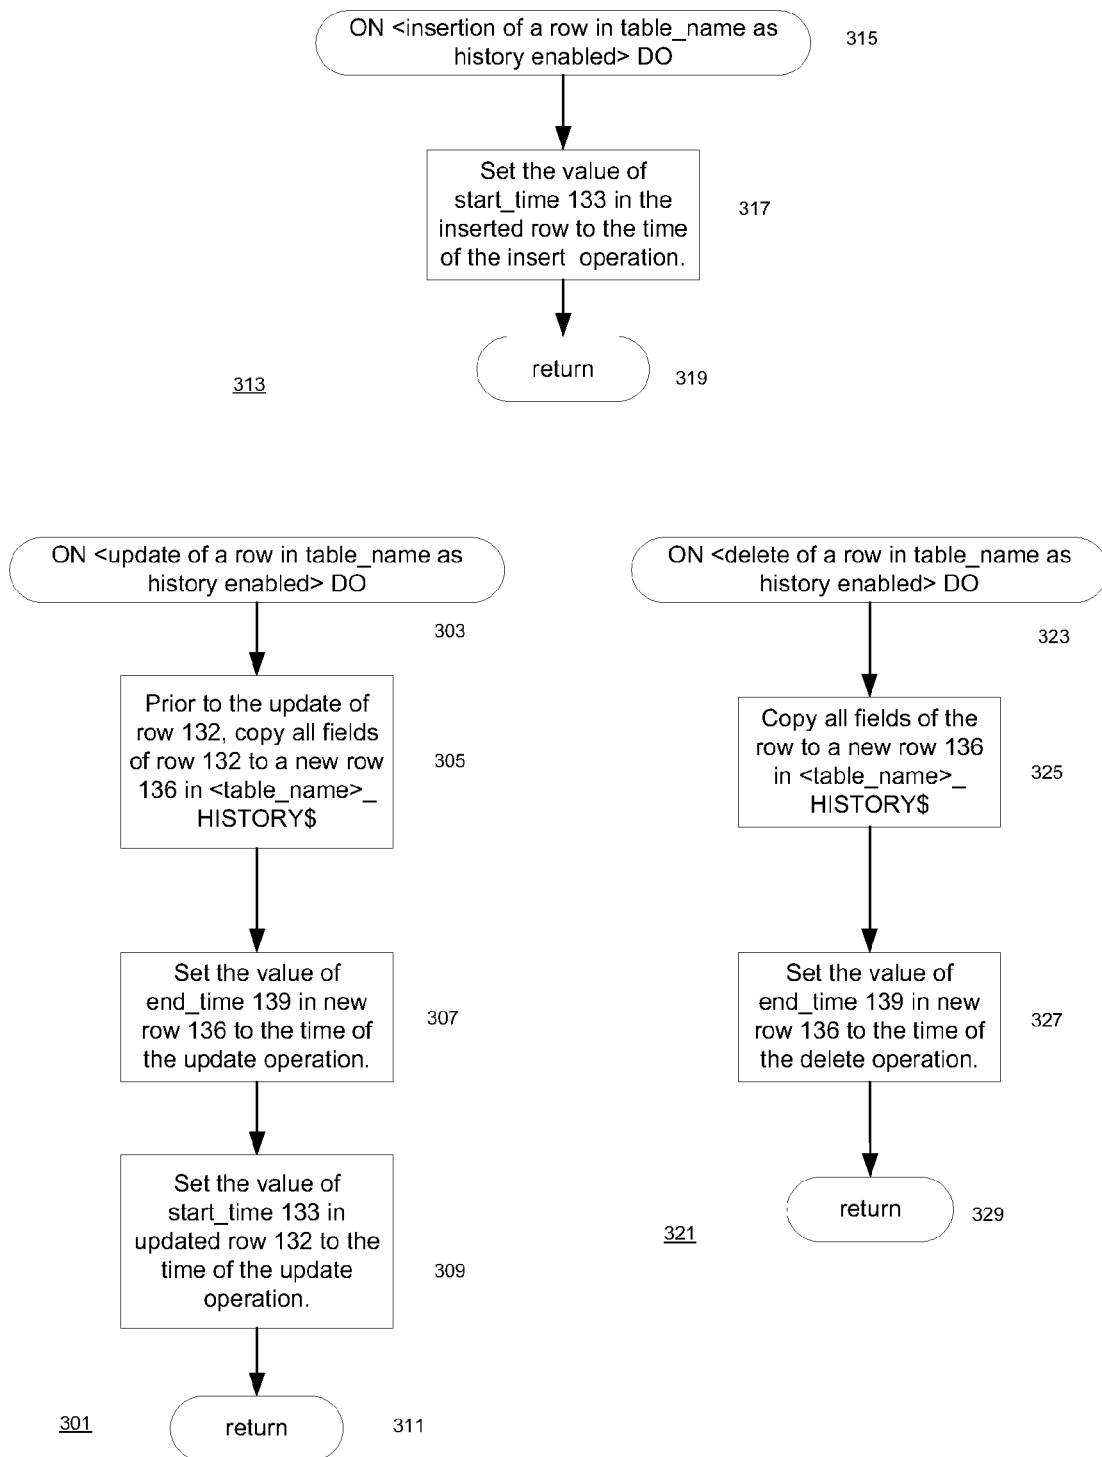 ON <insertion of a row in table_name as
history enabled> DO
315
Set the value of
start_time 133 in the
inserted row to the time
of the insert operation.
317
return
319
313
ON <update of a row in table_name as
history enabled> DO
303
Prior to the update of
row 132, copy all fields
of row 132 to a new row
136 in <table_name>_
HISTORY$
305
Set the value of
end_time 139 in new
row 136 to the time of
the update operation.
307
Set the value of
start_time 133 in
updated row 132 to the
time of the update
operation.
309
return
311
301
ON <delete of a row in table_name as
history enabled> DO
323
Copy all fields of the
row to a new row 136
in <table_name>_
HISTORY$
325
Set the value of
end_time 139 in new
row 136 to the time of
the delete operation.
327
return
329
321